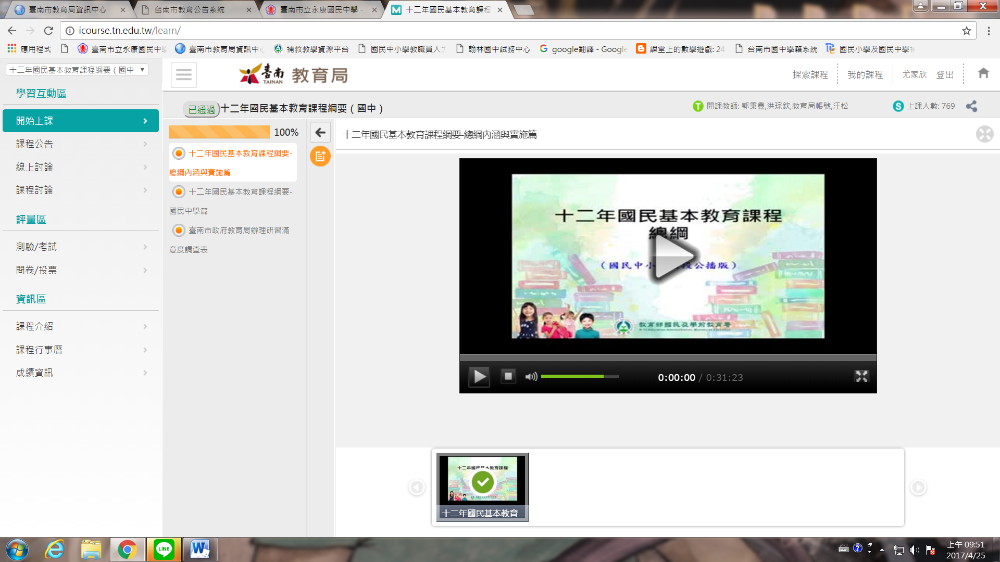 臺南市教育局資訊中心
台南市教育公告系統
臺南市立永康國民中學 -
十二年國民基本教育課程
icourse.tn.edu.tw/learn/
應用程式
臺南市立永康國民中學
臺南市教育局資訊中心
補救教學資源平台
國民中小學教職員人才
翰林國中試務中心
google翻譯 - Google
課堂上的數學遊戲: 24
台南市國中學籍系統
國民小學及國民中學補
十二年國民基本教育課程綱要（國中
臺南 TAINAN 教育局
探索課程
我的課程
尤家欣
登出
學習互動區
開始上課
課程公告
線上討論
課程討論
評量區
測驗/考試
問卷/投票
資訊區
課程介紹
課程行事曆
成績資訊
已通過 十二年國民基本教育課程綱要（國中）
開課教師: 郭秉鑫,洪琮欽,教育局帳號,汪松
上課人數: 769
100%
十二年國民基本教育課程綱要-
總綱內涵與實施篇
十二年國民基本教育課程綱要-
國民中學篇
臺南市政府教育局辦理研習滿
意度調查表
十二年國民基本教育課程綱要-總綱內涵與實施篇
十二年國民基本教育課程
總綱
（國民中小 段公播版）
教育部國民及學前教育署
K-12 Education Administration, Ministry of Education
0:00:00 / 0:31:23
十二年國民基本教育課程
十二年國民基本教育...
LINE
上午 09:51
2017/4/25